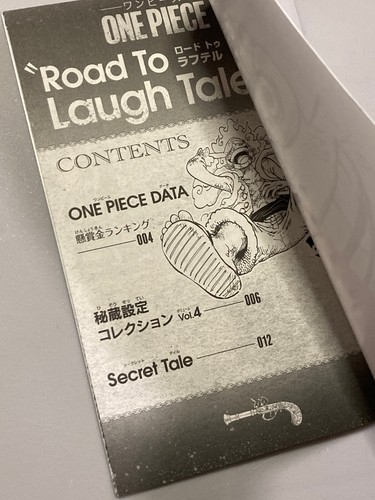 ワンピース
ONE PIECE
"Road To
ロード トゥ
ラフテル
Laugh Tale
CONTENTS
ワンピース データ
ONE PIECE DATA
けんしょうきん
懸賞金ランキング
004
ひぞうせってい
秘蔵設定
コレクション Vol.4 006
シークレット テイル
Secret Tale 012